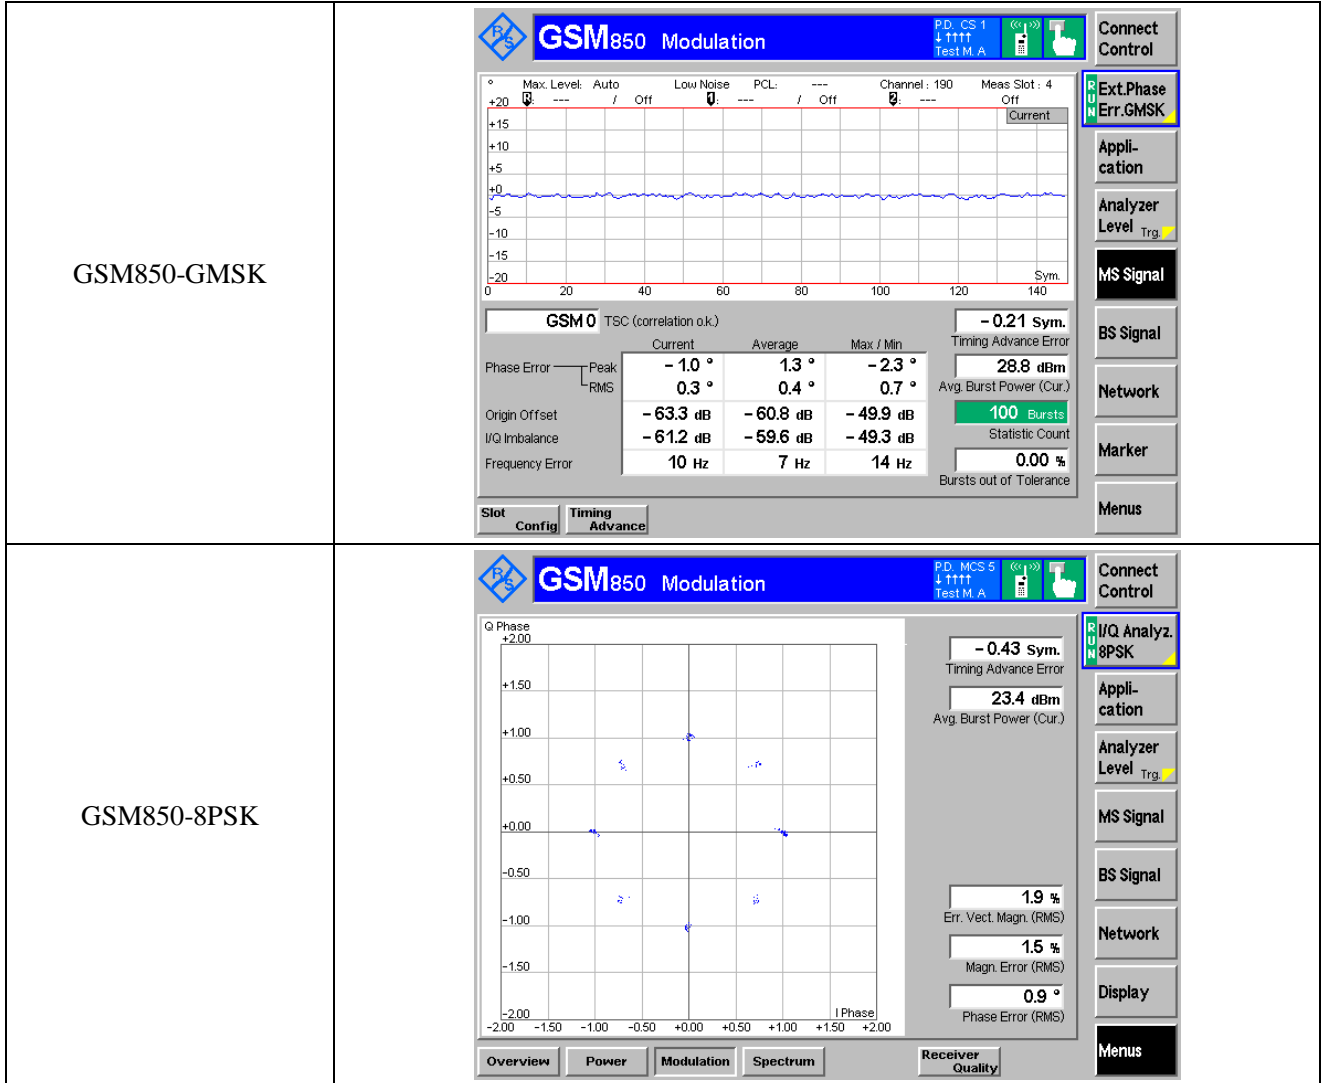 GSM850-GMSK
R/S GSM850 Modulation
P.D. CS 1
↓ ↑↑↑↑
Test M. A
Connect
Control
° Max. Level: Auto Low Noise PCL: --- Channel : 190 Meas Slot : 4
R: --- / Off 1: --- / Off 2: --- Off
Current
+20
+15
+10
+5
+0
-5
-10
-15
-20
Sym.
0 20 40 60 80 100 120 140
GSM 0 TSC (correlation o.k.)
Current Average Max / Min
Phase Error Peak - 1.0 ° 1.3 ° - 2.3 °
RMS 0.3 ° 0.4 ° 0.7 °
Origin Offset - 63.3 dB - 60.8 dB - 49.9 dB
I/Q Imbalance - 61.2 dB - 59.6 dB - 49.3 dB
Frequency Error 10 Hz 7 Hz 14 Hz
- 0.21 Sym.
Timing Advance Error
28.8 dBm
Avg. Burst Power (Cur.)
100 Bursts
Statistic Count
0.00 %
Bursts out of Tolerance
RUN
Ext.Phase
Err.GMSK
Appli-
cation
Analyzer
Level Trg.
MS Signal
BS Signal
Network
Marker
Menus
Slot
Config
Timing
Advance
GSM850-8PSK
R/S GSM850 Modulation
P.D. MCS 5
↓ ↑↑↑↑
Test M. A
Connect
Control
Q Phase
+2.00
+1.50
+1.00
+0.50
+0.00
-0.50
-1.00
-1.50
-2.00
I Phase
-2.00 -1.50 -1.00 -0.50 +0.00 +0.50 +1.00 +1.50 +2.00
- 0.43 Sym.
Timing Advance Error
23.4 dBm
Avg. Burst Power (Cur.)
1.9 %
Err. Vect. Magn. (RMS)
1.5 %
Magn. Error (RMS)
0.9 °
Phase Error (RMS)
RUN
I/Q Analyz.
8PSK
Appli-
cation
Analyzer
Level Trg.
MS Signal
BS Signal
Network
Display
Menus
Overview Power Modulation Spectrum
Receiver
Quality